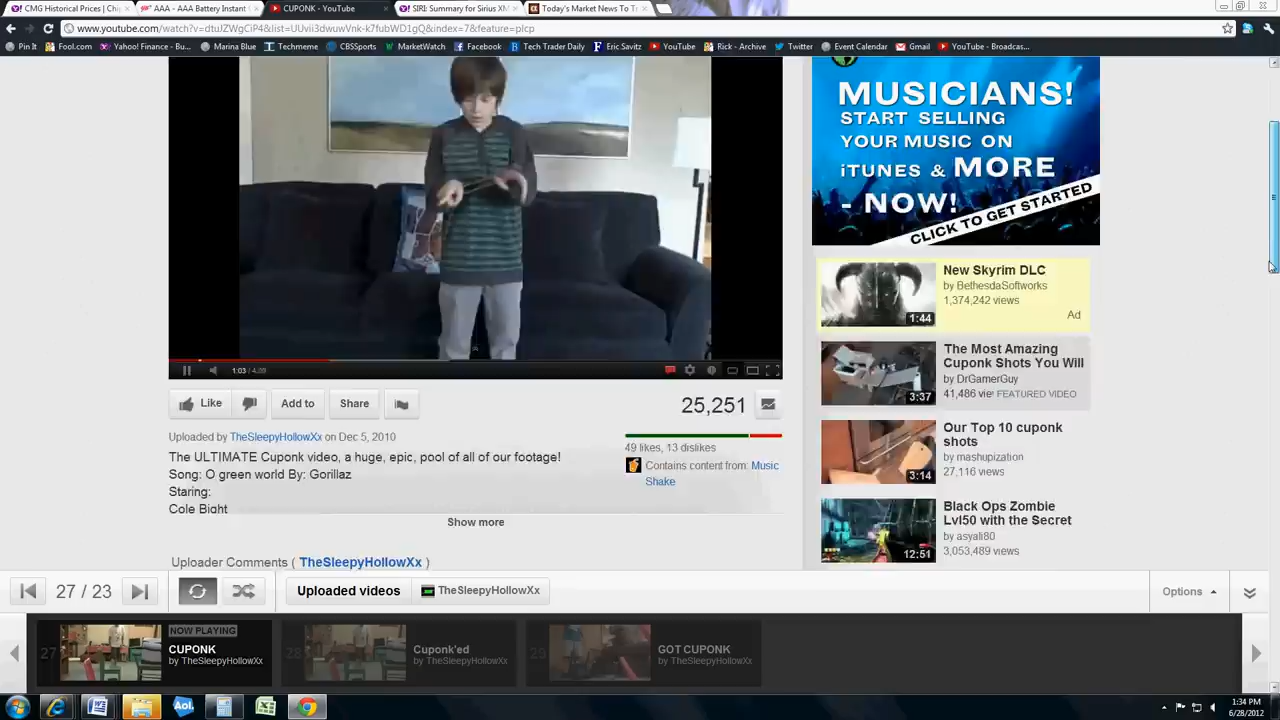 CMG Historical Prices | Chip
AAA - AAA Battery Instant
CUPONK - YouTube
SIRI: Summary for Sirius XM
Today's Market News To Tr
www.youtube.com/watch?v=dtuJZWgCiP4&list=UUvii3dwuwVnk-k7fubWD1gQ&index=7&feature=plcp
Pin It
Fool.com
Yahoo! Finance - Bu...
Marina Blue
Techmeme
CBSSports
MarketWatch
Facebook
Tech Trader Daily
Eric Savitz
YouTube
Rick - Archive
Twitter
Event Calendar
Gmail
YouTube - Broadcas...
MUSICIANS!
START SELLING
YOUR MUSIC ON
iTUNES & MORE
- NOW!
CLICK TO GET STARTED
New Skyrim DLC
by BethesdaSoftworks
1,374,242 views
Ad
1:44
The Most Amazing
Cuponk Shots You Will
by DrGamerGuy
41,486 vie FEATURED VIDEO
3:37
Our Top 10 cuponk
shots
by mashupization
27,116 views
3:14
Black Ops Zombie
Lvl50 with the Secret
by asyali80
3,053,489 views
12:51
1:03 / 4:09
Like
Add to
Share
25,251
Uploaded by TheSleepyHollowXx on Dec 5, 2010
49 likes, 13 dislikes
The ULTIMATE Cuponk video, a huge, epic, pool of all of our footage!
Song: O green world By: Gorillaz
Staring:
Cole Bight
Contains content from: Music
Shake
Show more
Uploader Comments ( TheSleepyHollowXx )
27 / 23
Uploaded videos
TheSleepyHollowXx
Options
27
NOW PLAYING
CUPONK
by TheSleepyHollowXx
28
Cuponk'ed
by TheSleepyHollowXx
29
GOT CUPONK
by TheSleepyHollowXx
AOL
1:34 PM
6/28/2012